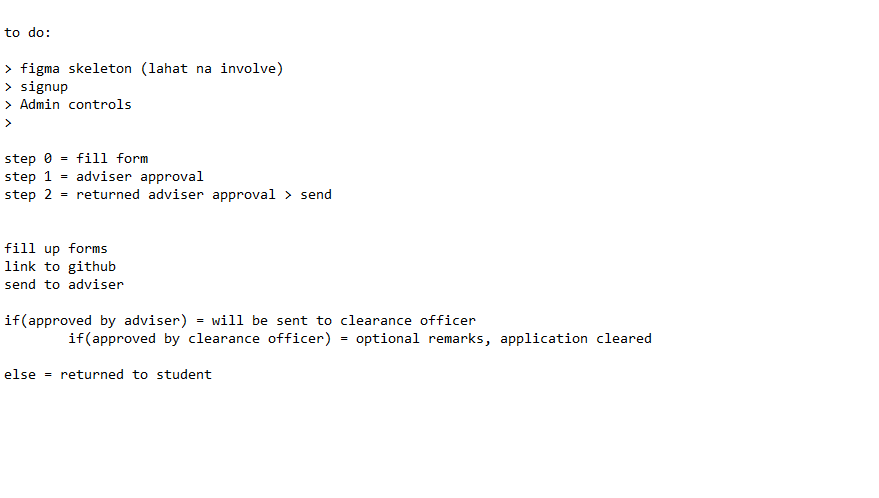 to do:
> figma skeleton (lahat na involve)
> signup
> Admin controls
>
step 0 = fill form
step 1 = adviser approval
step 2 = returned adviser approval > send
fill up forms
link to github
send to adviser
if(approved by adviser) = will be sent to clearance officer
if(approved by clearance officer) = optional remarks, application cleared
else = returned to student